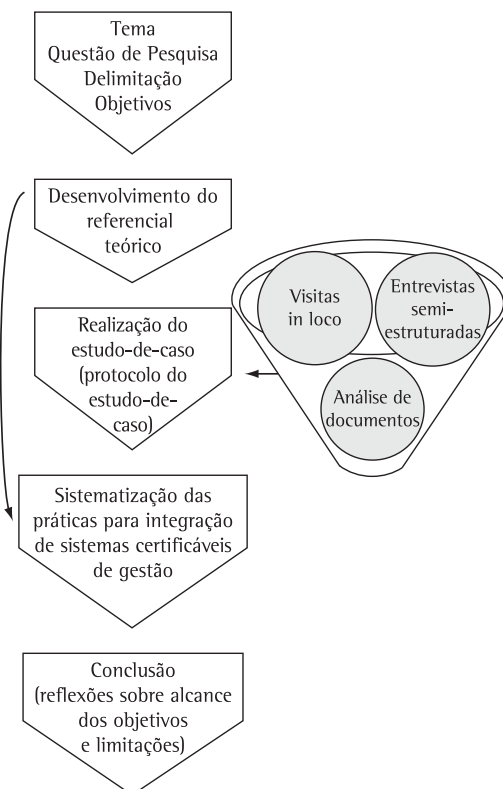 Tema
Questão de Pesquisa
Delimitação
Objetivos
Desenvolvimento do
referencial
teórico
Realização do
estudo-de-caso
(protocolo do
estudo-de-
caso)
Visitas
in loco
Entrevistas
semi-
estruturadas
Análise de
documentos
Sistematização das
práticas para integração
de sistemas certificáveis
de gestão
Conclusão
(reflexões sobre alcance
dos objetivos
e limitações)